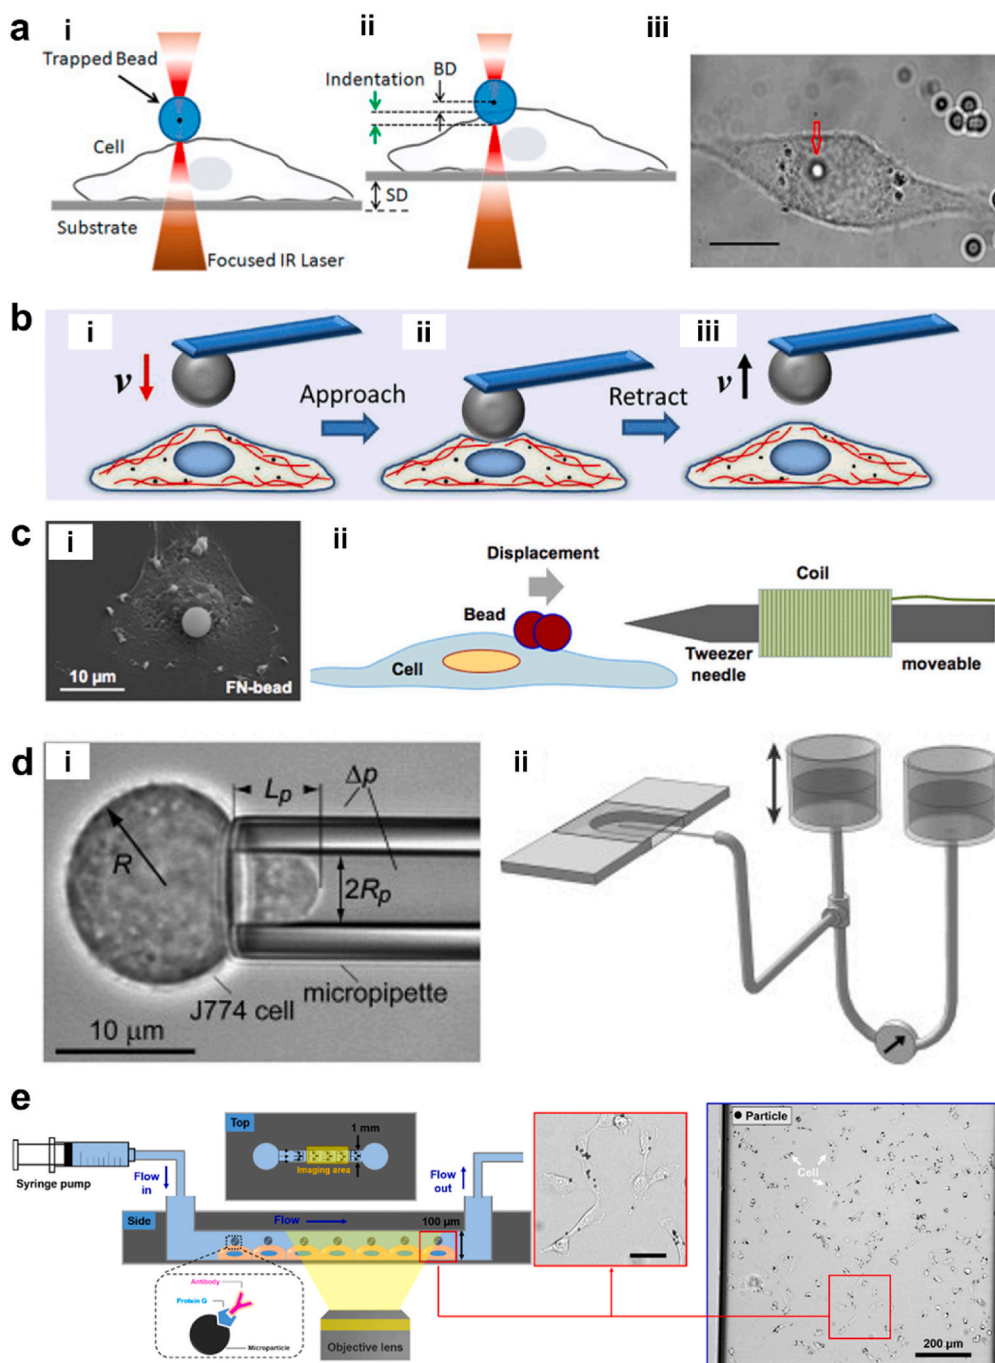 a
i
ii
iii
Trapped Bead
Cell
Substrate
Focused IR Laser
Indentation
BD
SD
b
i
ii
iii
v
Approach
Retract
v
c
i
ii
10 µm
FN-bead
Displacement
Bead
Cell
Coil
Tweezer
needle
moveable
d
i
ii
R
Lp
Δp
2Rp
micropipette
J774 cell
10 µm
e
Syringe pump
Flow
in
Top
1 mm
Imaging area
Flow
out
Side
Flow
100 µm
Antibody
Protein G
Microparticle
Objective lens
Particle
Cell
200 µm